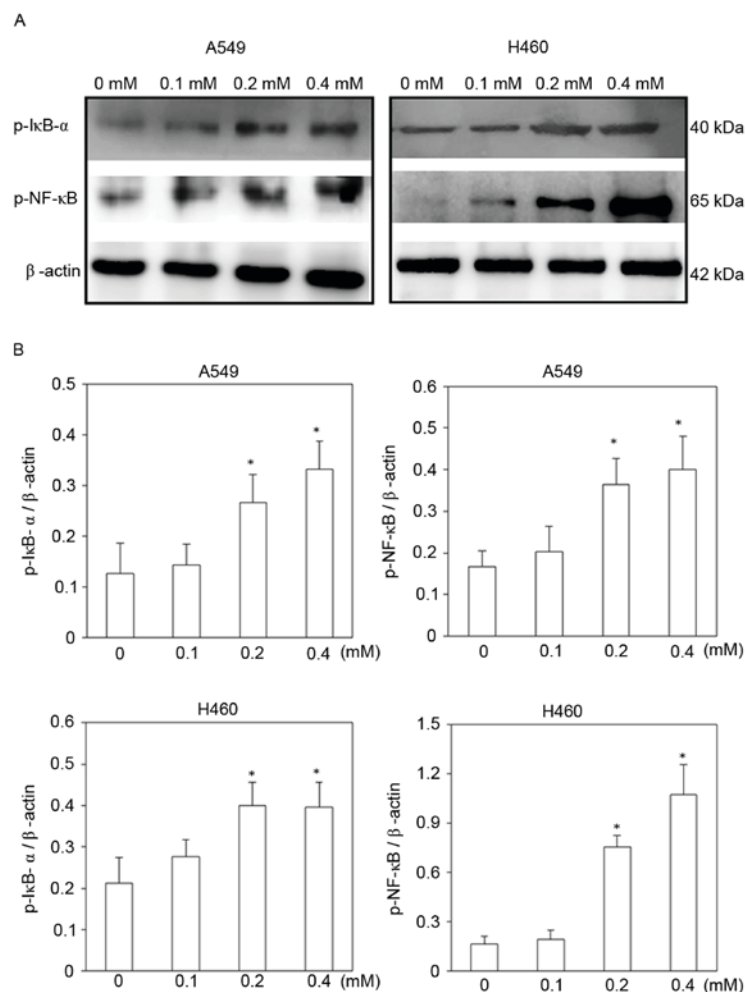 A
A549
H460
0 mM 0.1 mM 0.2 mM 0.4 mM
0 mM 0.1 mM 0.2 mM 0.4 mM
p-IκB-α
40 kDa
p-NF-κB
65 kDa
β -actin
42 kDa
B
A549
0.5
0.4
0.3
0.2
0.1
0
p-IκB- α / β -actin
* *
0 0.1 0.2 0.4 (mM)
A549
0.6
0.5
0.4
0.3
0.2
0.1
0
p-NF-κB / β -actin
* *
0 0.1 0.2 0.4 (mM)
H460
0.6
0.5
0.4
0.3
0.2
0.1
0
p-IκB- α / β -actin
* *
0 0.1 0.2 0.4 (mM)
H460
1.5
1.2
0.9
0.6
0.3
0
p-NF-κB / β -actin
* *
0 0.1 0.2 0.4 (mM)